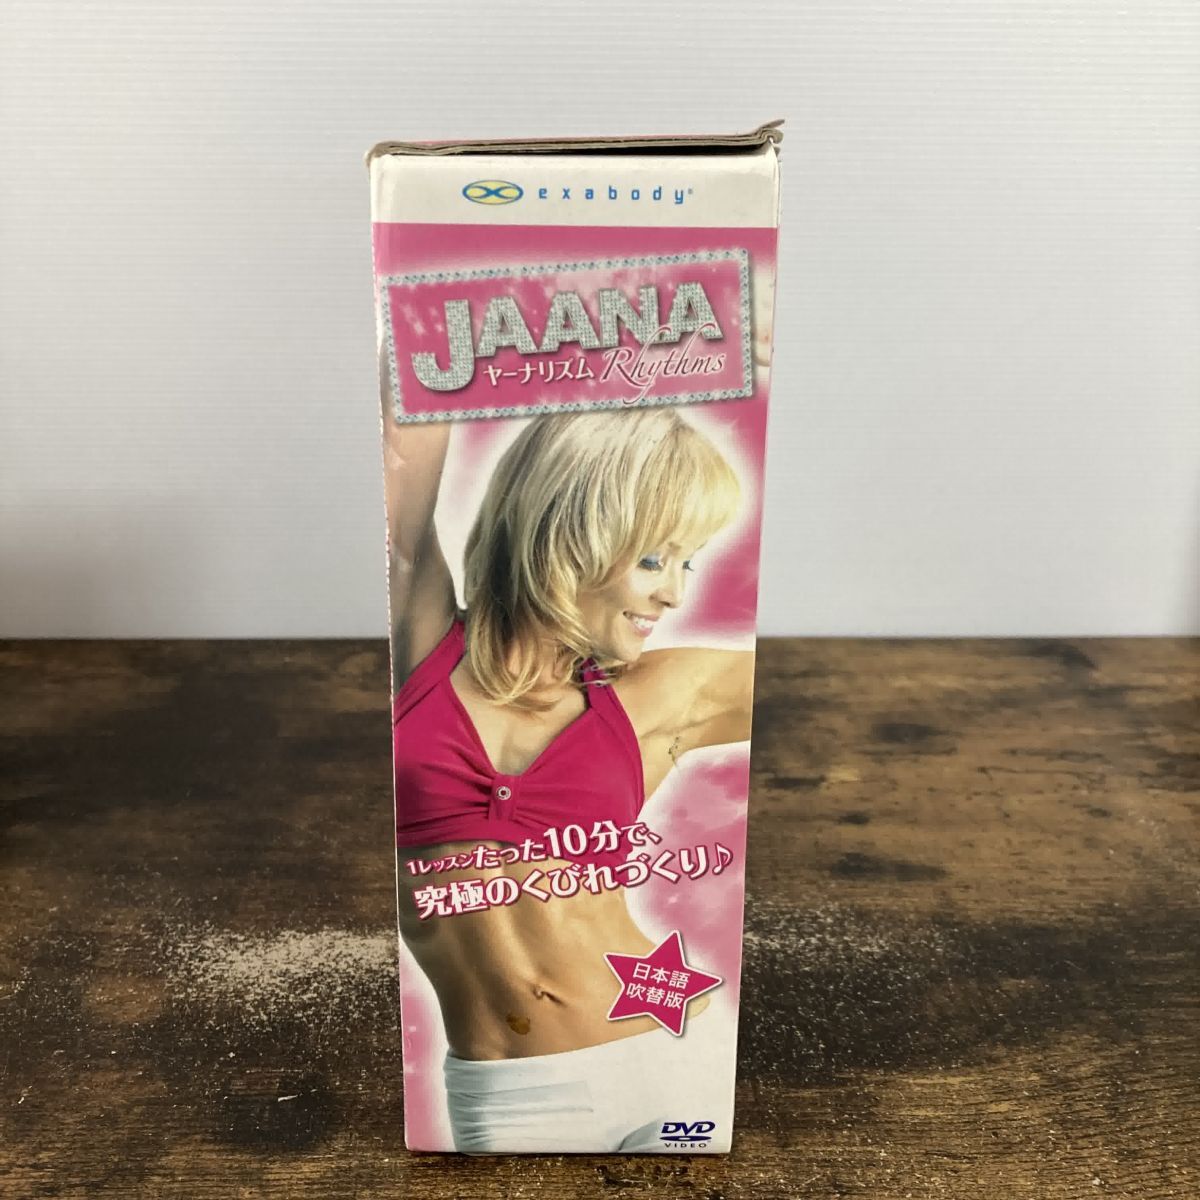 exabody®
JAANA
ヤーナリズム Rhythms
1レッスンたった10分で、
究極のくびれづくり♪
日本語
吹替版
DVD
VIDEO